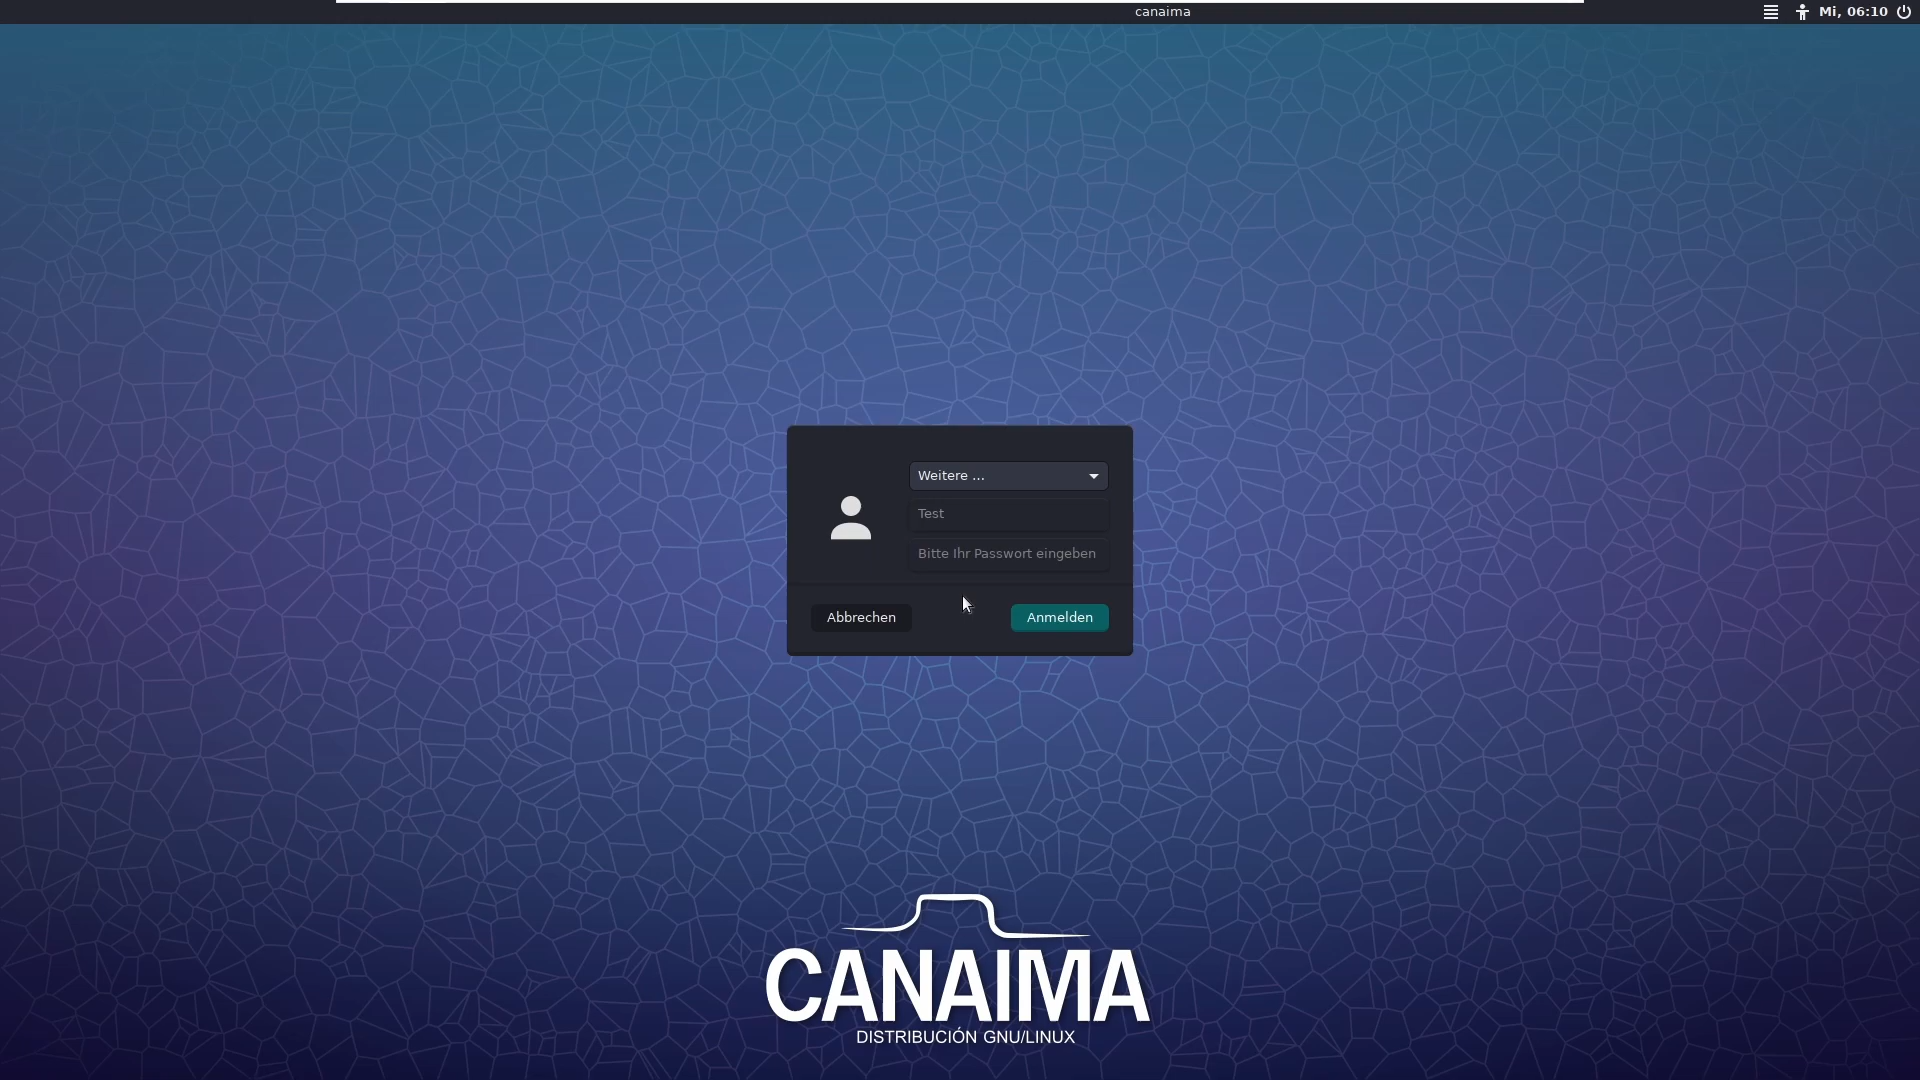 canaima
Mi, 06:10
Weitere ...
Test
Bitte Ihr Passwort eingeben
Abbrechen
Anmelden
CANAIMA
DISTRIBUCIÓN GNU/LINUX